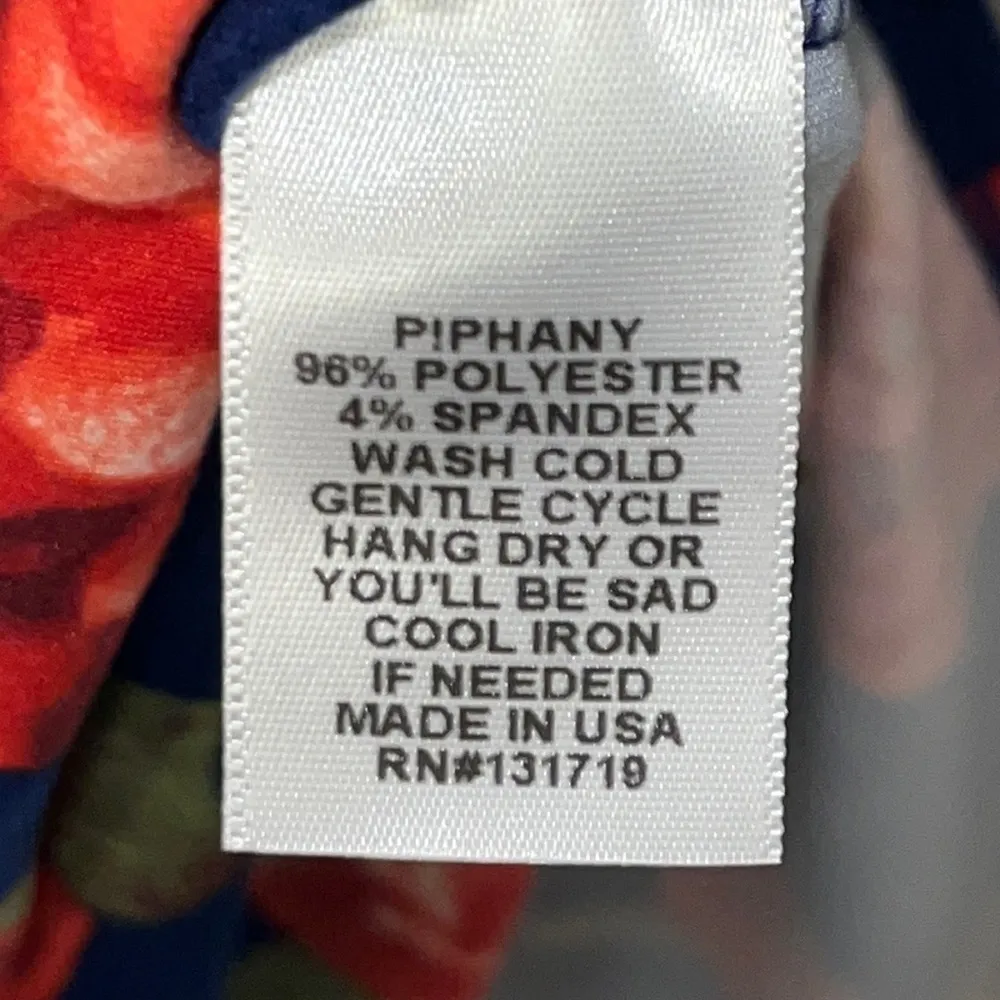 P!PHANY
96% POLYESTER
4% SPANDEX
WASH COLD
GENTLE CYCLE
HANG DRY OR
YOU'LL BE SAD
COOL IRON
IF NEEDED
MADE IN USA
RN#131719